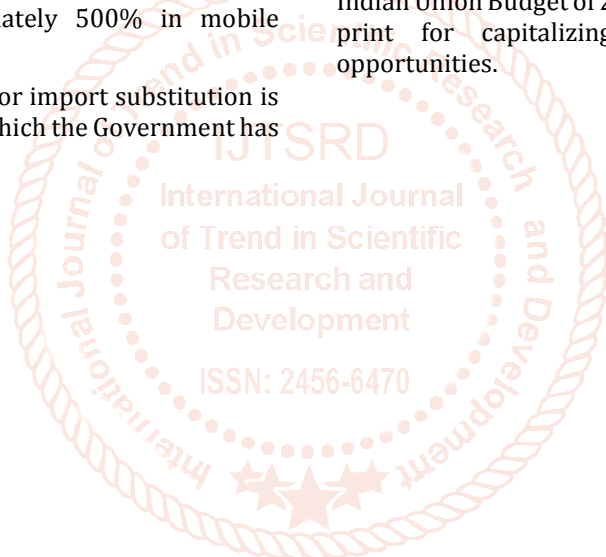 ately 500% in mobile
or import substitution is
which the Government has
Indian Union Budget of 2
print for capitalizing
opportunities.
International Journal of Trend in Scientific Research and Development
IJTSRD
International Journal
of Trend in Scientific
Research and
Development
ISSN: 2456-6470